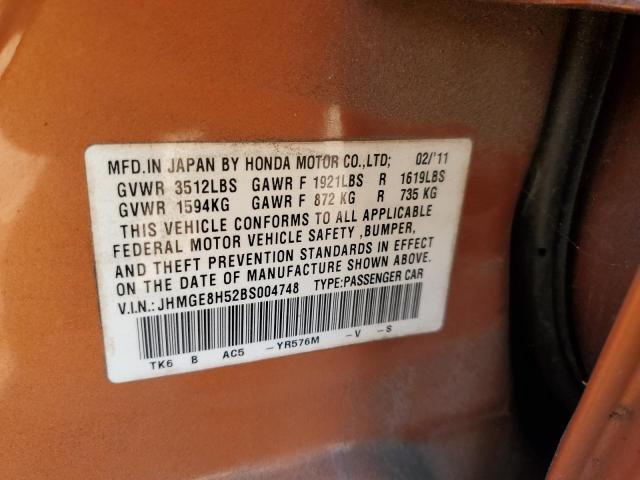 MFD.IN JAPAN BY HONDA MOTOR CO.,LTD; 02/'11
GVWR 3512LBS GAWR F 1921LBS R 1619LBS
GVWR 1594KG GAWR F 872 KG R 735 KG
THIS VEHICLE CONFORMS TO ALL APPLICABLE
FEDERAL MOTOR VEHICLE SAFETY ,BUMPER,
AND THEFT PREVENTION STANDARDS IN EFFECT
ON THE DATE OF MANUFACTURE SHOWN ABOVE.
V.I.N.: JHMGE8H52BS004748 TYPE:PASSENGER CAR
TK6 B AC5 -YR576M -V -S